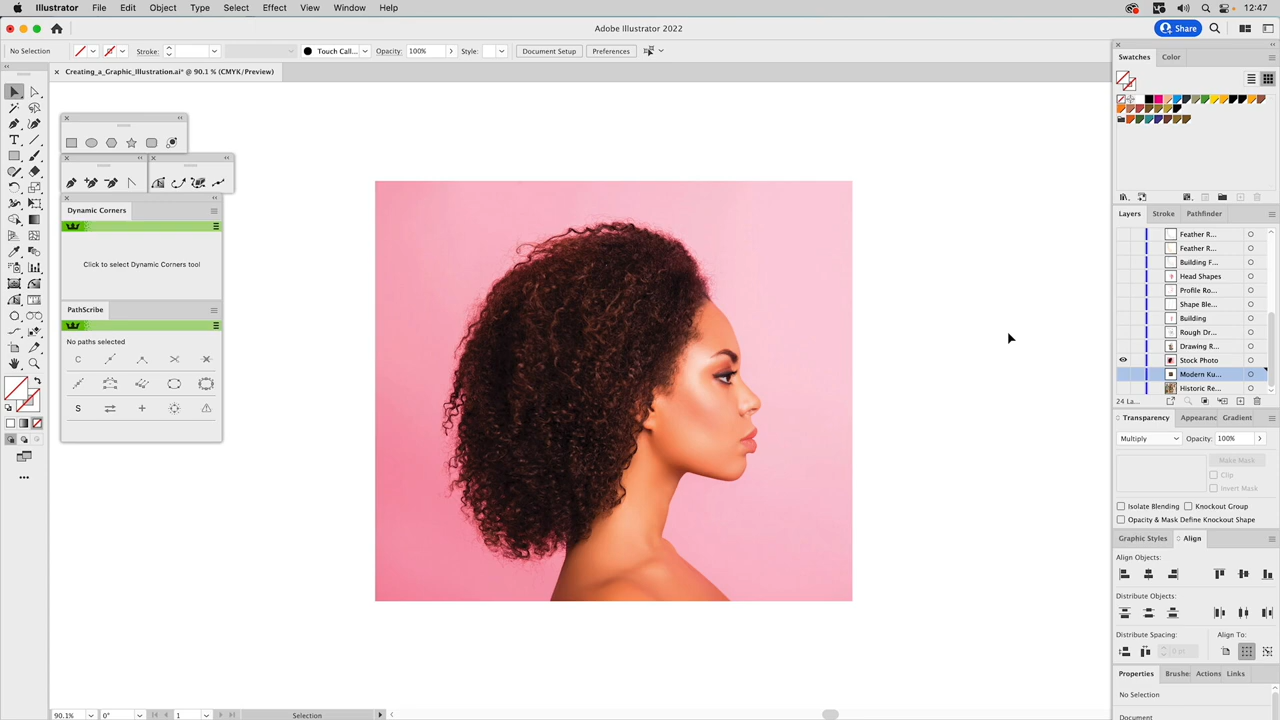 Illustrator File Edit Object Type Select Effect View Window Help 12:47
Adobe Illustrator 2022
Share
No Selection Stroke: Touch Call... Opacity: 100% Style: Document Setup Preferences
Creating_a_Graphic_Illustration.ai* @ 90.1 % (CMYK/Preview)
Dynamic Corners
Click to select Dynamic Corners tool
PathScribe
No paths selected
Swatches Color
Layers Stroke Pathfinder
Feather R...
Feather R...
Building F...
Head Shapes
Profile Ro...
Shape Ble...
Building
Rough Dr...
Drawing R...
Stock Photo
Modern Ku...
Historic Re...
24 La...
Transparency Appearanc Gradient
Multiply Opacity: 100%
Make Mask
Clip
Invert Mask
Isolate Blending Knockout Group
Opacity & Mask Define Knockout Shape
Graphic Styles Align
Align Objects:
Distribute Objects:
Distribute Spacing: Align To:
0 pt
Properties Brushe: Actions Links
No Selection
Document
90.1% 0° 1 Selection